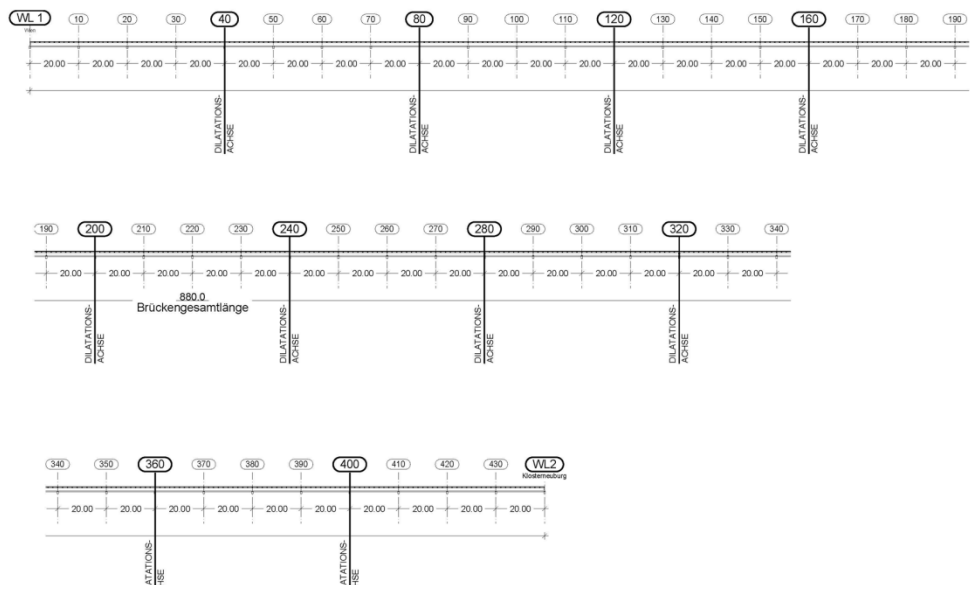 WL 1 10 20 30 40 50 60 70 80 90 100 110 120 130 140 150 160 170 180 190
Wien
20.00 20.00 20.00 20.00 20.00 20.00 20.00 20.00 20.00 20.00 20.00 20.00 20.00 20.00 20.00 20.00 20.00 20.00 20.00
DILATATIONS-
ACHSE
DILATATIONS-
ACHSE
DILATATIONS-
ACHSE
DILATATIONS-
ACHSE
190 200 210 220 230 240 250 260 270 280 290 300 310 320 330 340
20.00 20.00 20.00 20.00 20.00 20.00 20.00 20.00 20.00 20.00 20.00 20.00 20.00 20.00 20.00
880.0
Brückengesamtlänge
DILATATIONS-
ACHSE
DILATATIONS-
ACHSE
DILATATIONS-
ACHSE
DILATATIONS-
ACHSE
340 350 360 370 380 390 400 410 420 430 WL2
Klosterneuburg
20.00 20.00 20.00 20.00 20.00 20.00 20.00 20.00 20.00 20.00
ATATIONS-
HSE
ATATIONS-
HSE